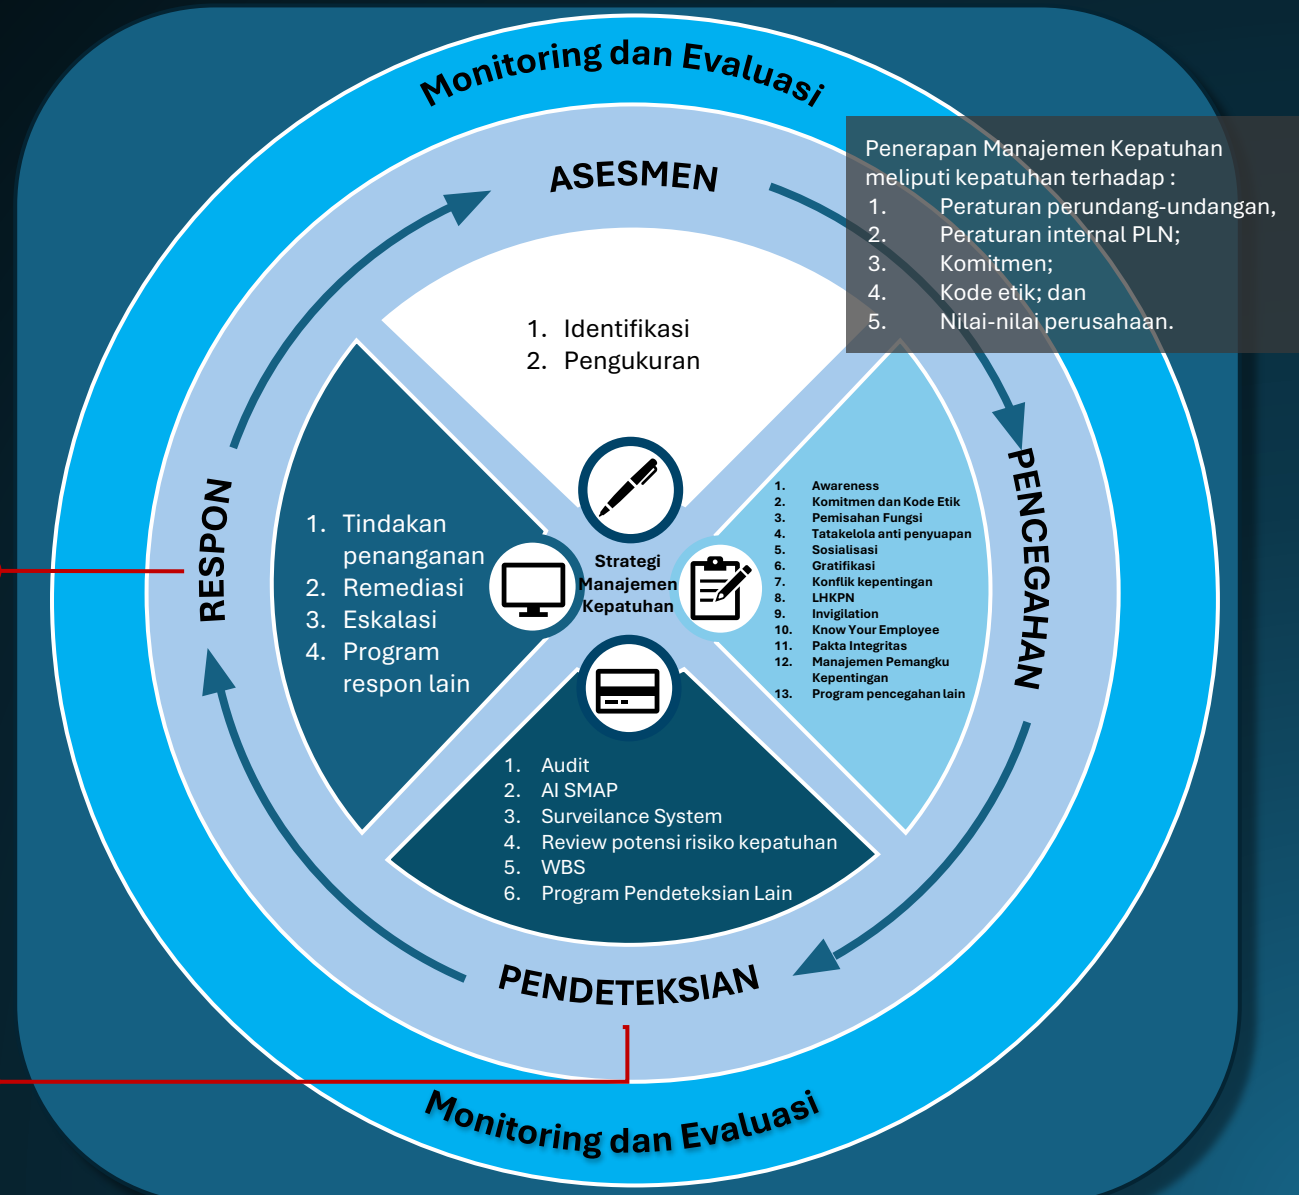 Monitoring dan Evaluasi
ASESMEN
Penerapan Manajemen Kepatuhan
meliputi kepatuhan terhadap :
1. Peraturan perundang-undangan,
2. Peraturan internal PLN;
3. Komitmen;
4. Kode etik; dan
5. Nilai-nilai perusahaan.
1. Identifikasi
2. Pengukuran
PENCEGAHAN
1. Awareness
2. Komitmen dan Kode Etik
3. Pemisahan Fungsi
4. Tatakelola anti penyuapan
5. Sosialisasi
6. Gratifikasi
7. Konflik kepentingan
8. LHKPN
9. Invigilation
10. Know Your Employee
11. Pakta Integritas
12. Manajemen Pemangku
Kepentingan
13. Program pencegahan lain
Strategi
Manajemen
Kepatuhan
RESPON
1. Tindakan
penanganan
2. Remediasi
3. Eskalasi
4. Program
respon lain
1. Audit
2. AI SMAP
3. Surveilance System
4. Review potensi risiko kepatuhan
5. WBS
6. Program Pendeteksian Lain
PENDETEKSIAN
Monitoring dan Evaluasi